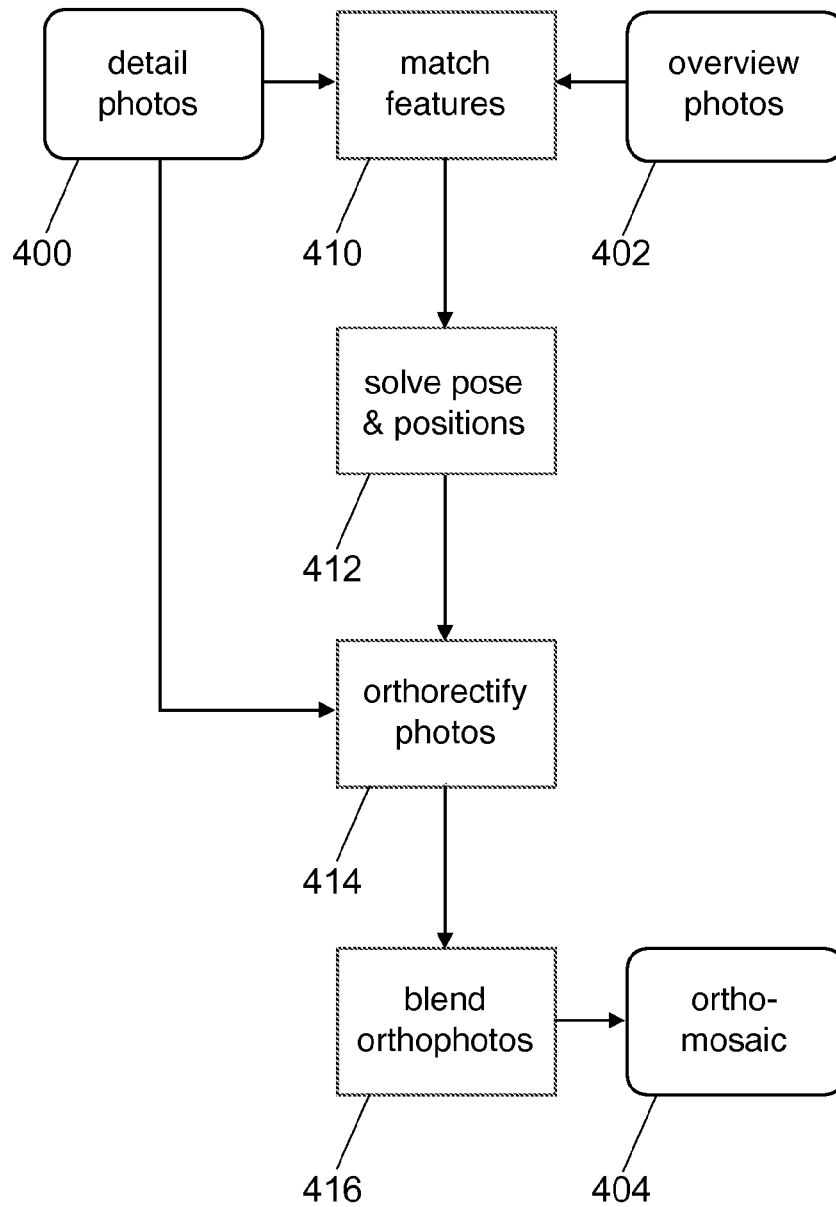 detail
photos
match
features
overview
photos
400
410
402
solve pose
& positions
412
orthorectify
photos
414
blend
orthophotos
ortho-
mosaic
416
404